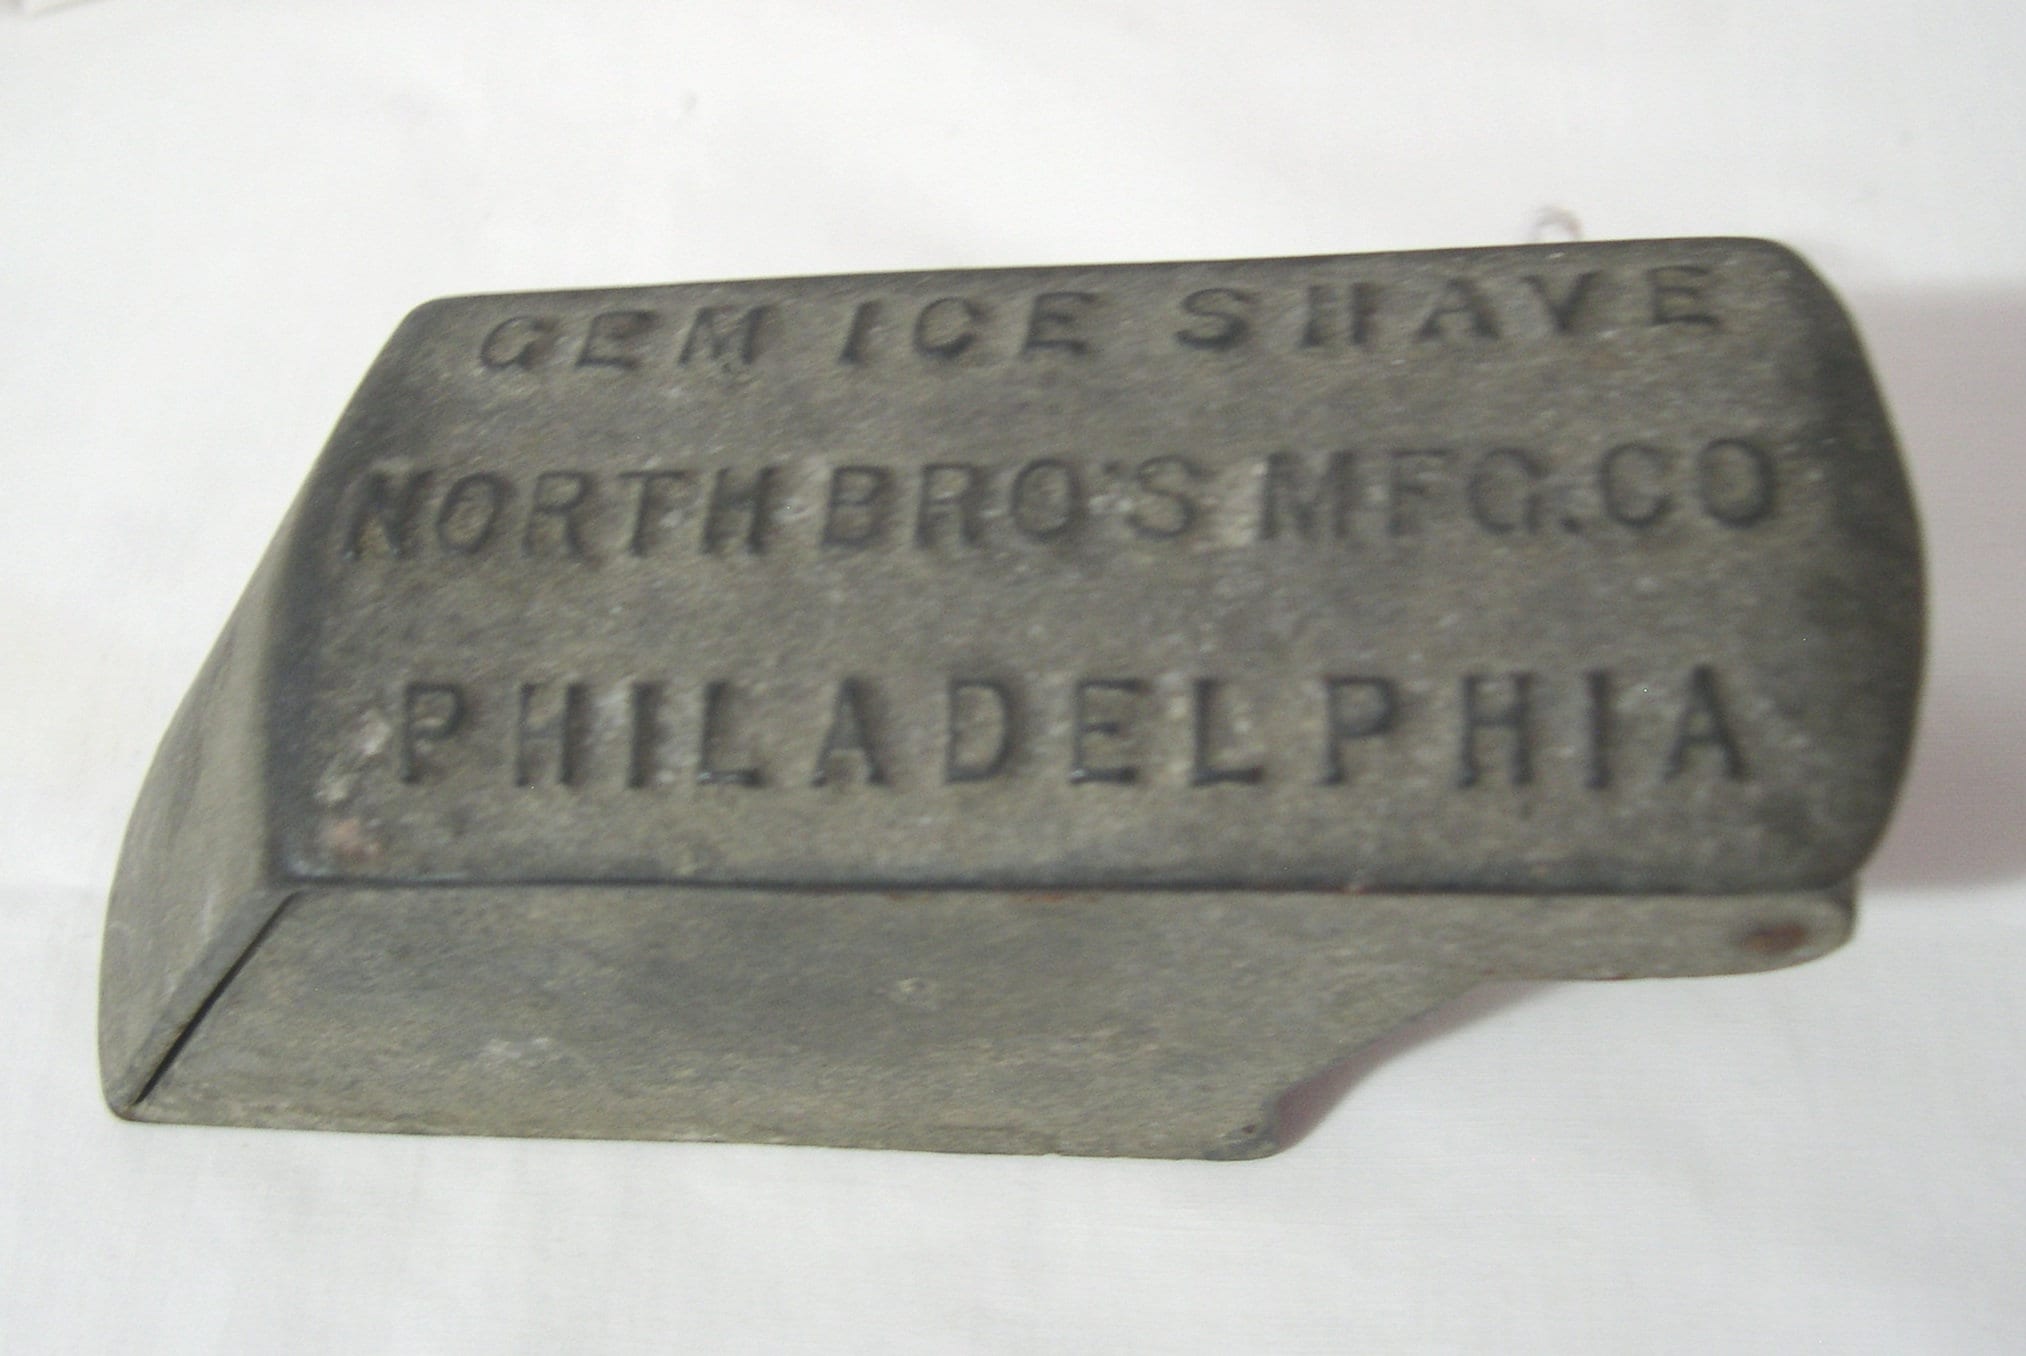 GEM ICE SHAVE
NORTH BRO'S MFG. CO
PHILADELPHIA